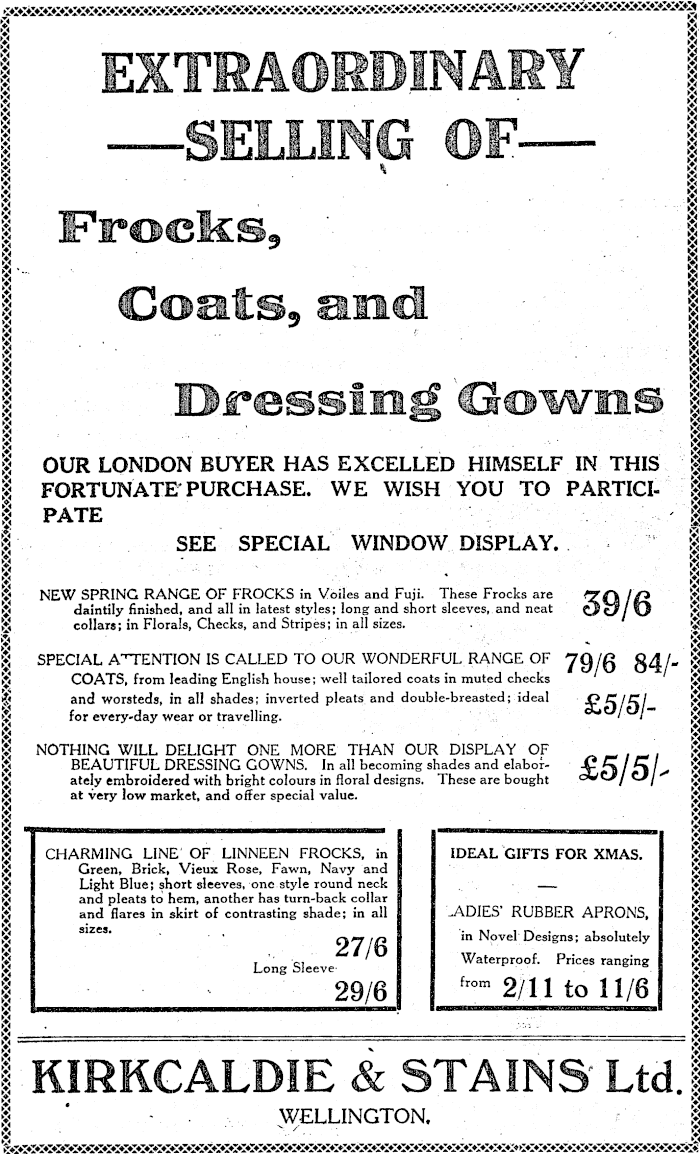 EXTRAORDINARY
—SELLING OF—
Frocks,
Coats, and
Dressing Gowns
OUR LONDON BUYER HAS EXCELLED HIMSELF IN THIS
FORTUNATE PURCHASE. WE WISH YOU TO PARTICI-
PATE
SEE SPECIAL WINDOW DISPLAY.
NEW SPRING RANGE OF FROCKS in Voiles and Fuji. These Frocks are
daintily finished, and all in latest styles; long and short sleeves, and neat
collars; in Florals, Checks, and Stripes; in all sizes.
39/6
SPECIAL ATTENTION IS CALLED TO OUR WONDERFUL RANGE OF
COATS, from leading English house; well tailored coats in muted checks
and worsteds, in all shades; inverted pleats and double-breasted; ideal
for every-day wear or travelling.
79/6 84/-
£5/5/-
NOTHING WILL DELIGHT ONE MORE THAN OUR DISPLAY OF
BEAUTIFUL DRESSING GOWNS. In all becoming shades and elabor-
ately embroidered with bright colours in floral designs. These are bought
at very low market, and offer special value.
£5/5/-
CHARMING LINE OF LINNEEN FROCKS, in
Green, Brick, Vieux Rose, Fawn, Navy and
Light Blue; short sleeves, one style round neck
and pleats to hem, another has turn-back collar
and flares in skirt of contrasting shade; in all
sizes.
27/6
Long Sleeve
29/6
IDEAL GIFTS FOR XMAS.
—
LADIES' RUBBER APRONS,
in Novel Designs; absolutely
Waterproof. Prices ranging
from 2/11 to 11/6
KIRKCALDIE & STAINS Ltd.
WELLINGTON.